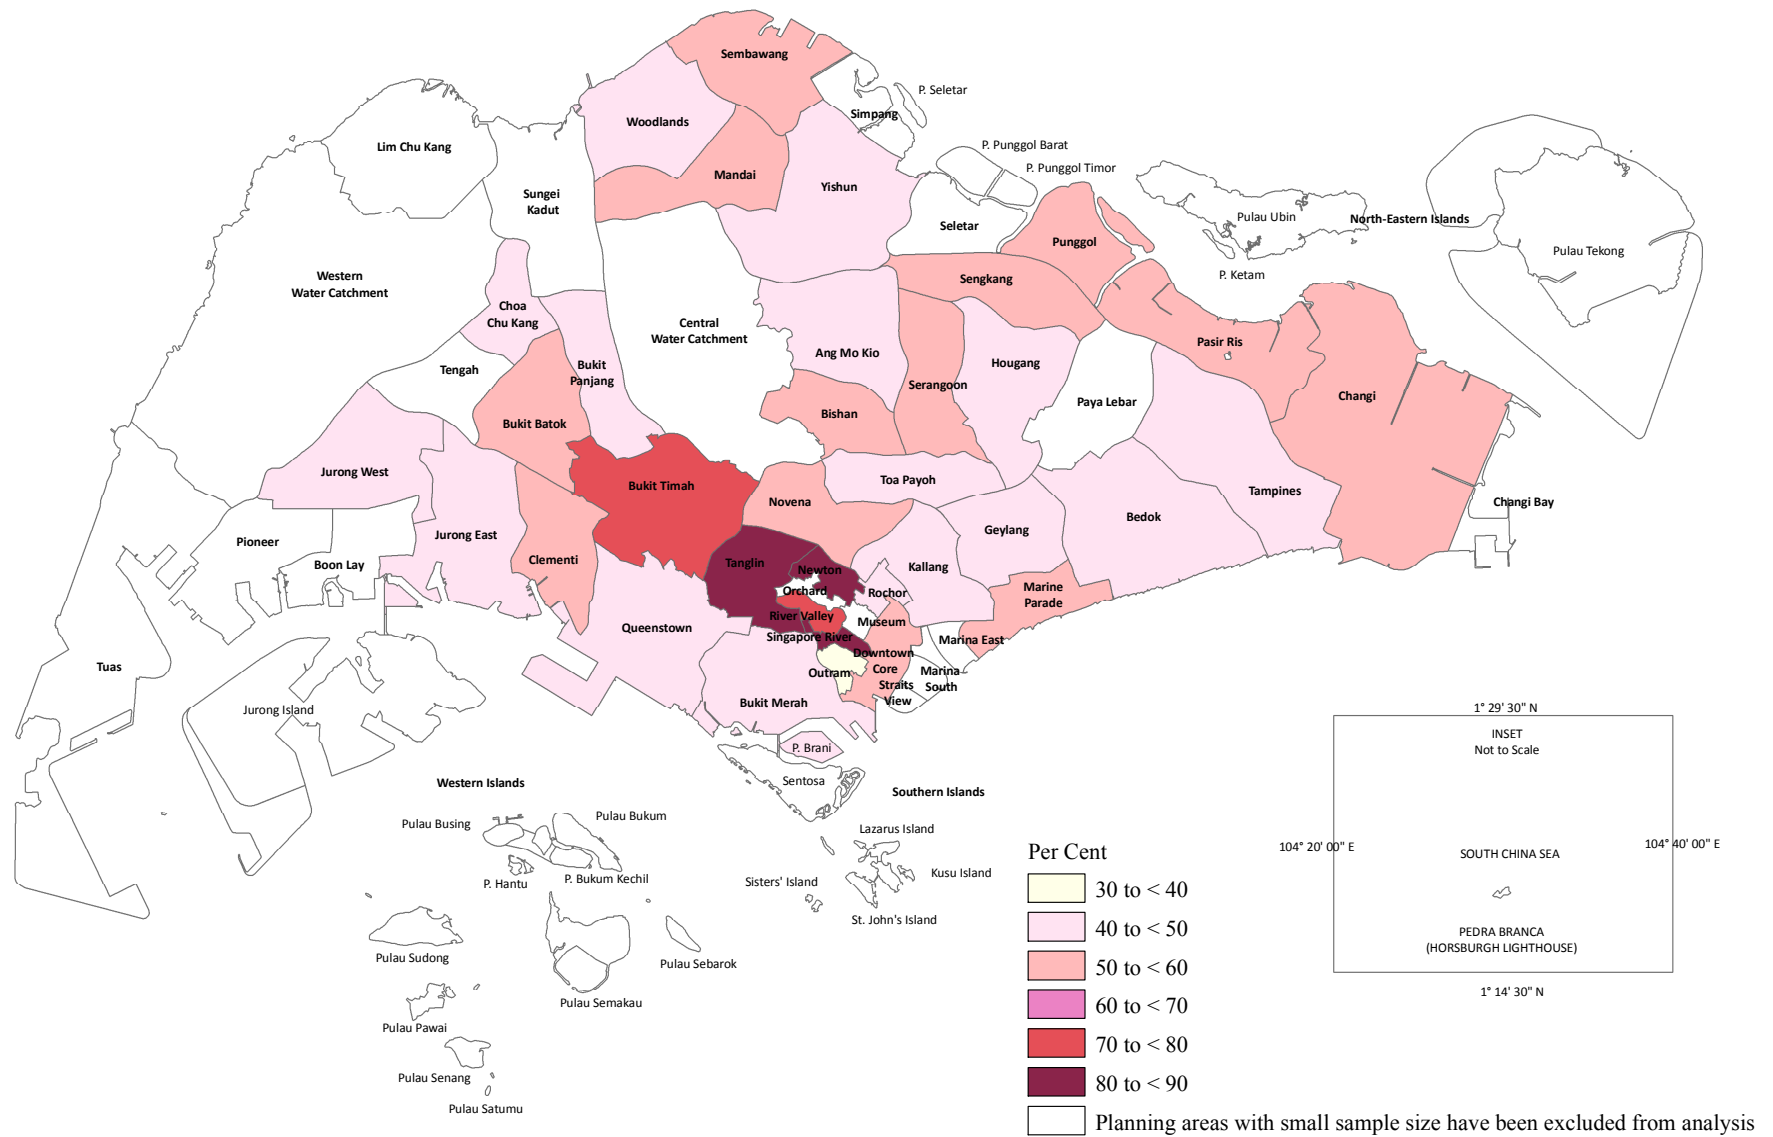 Sembawang
P. Seletar
Simpang
Woodlands
Lim Chu Kang
P. Punggol Barat
P. Punggol Timor
Mandai
Yishun
Sungei
Kadut
Seletar
Pulau Ubin
North-Eastern Islands
Punggol
Pulau Tekong
P. Ketam
Western
Water Catchment
Sengkang
Choa
Chu Kang
Central
Water Catchment
Ang Mo Kio
Hougang
Pasir Ris
Tengah
Bukit
Panjang
Serangoon
Paya Lebar
Changi
Bishan
Bukit Batok
Jurong West
Bukit Timah
Toa Payoh
Tampines
Novena
Changi Bay
Bedok
Geylang
Pioneer
Jurong East
Boon Lay
Clementi
Tanglin
Newton
Kallang
Orchard
Rochor
Marine
Parade
River Valley
Museum
Queenstown
Singapore River
Marina East
Downtown
Core
Tuas
Outram
Marina
South
Straits
View
Bukit Merah
Jurong Island
P. Brani
Sentosa
Western Islands
Southern Islands
Pulau Busing
Pulau Bukum
Lazarus Island
P. Hantu
P. Bukum Kechil
Sisters' Island
Kusu Island
St. John's Island
Pulau Sudong
Pulau Sebarok
Pulau Semakau
Pulau Pawai
Pulau Senang
Pulau Satumu
1° 29' 30" N
INSET
Not to Scale
104° 20' 00" E
104° 40' 00" E
SOUTH CHINA SEA
PEDRA BRANCA
(HORSBURGH LIGHTHOUSE)
1° 14' 30" N
Per Cent
30 to < 40
40 to < 50
50 to < 60
60 to < 70
70 to < 80
80 to < 90
Planning areas with small sample size have been excluded from analysis